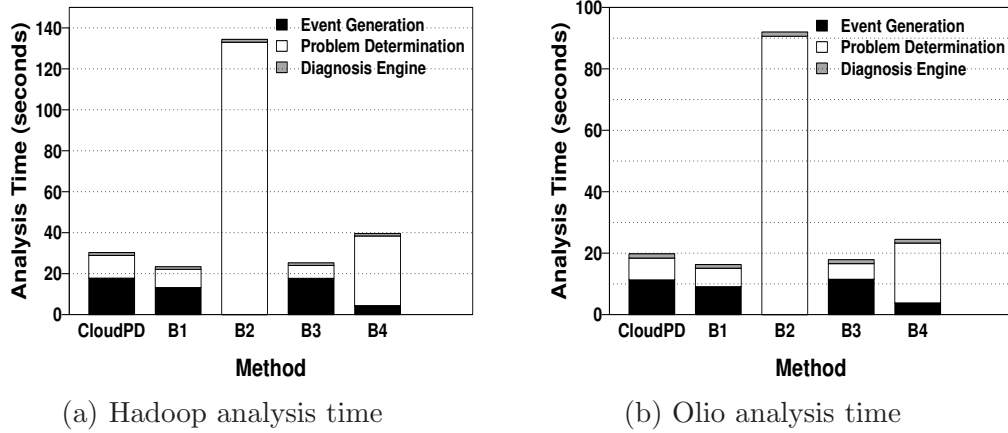 Analysis Time (seconds)
140
120
100
80
60
40
20
0
Event Generation
Problem Determination
Diagnosis Engine
CloudPD B1 B2 B3 B4
Method
(a) Hadoop analysis time
Analysis Time (seconds)
100
80
60
40
20
0
Event Generation
Problem Determination
Diagnosis Engine
CloudPD B1 B2 B3 B4
Method
(b) Olio analysis time